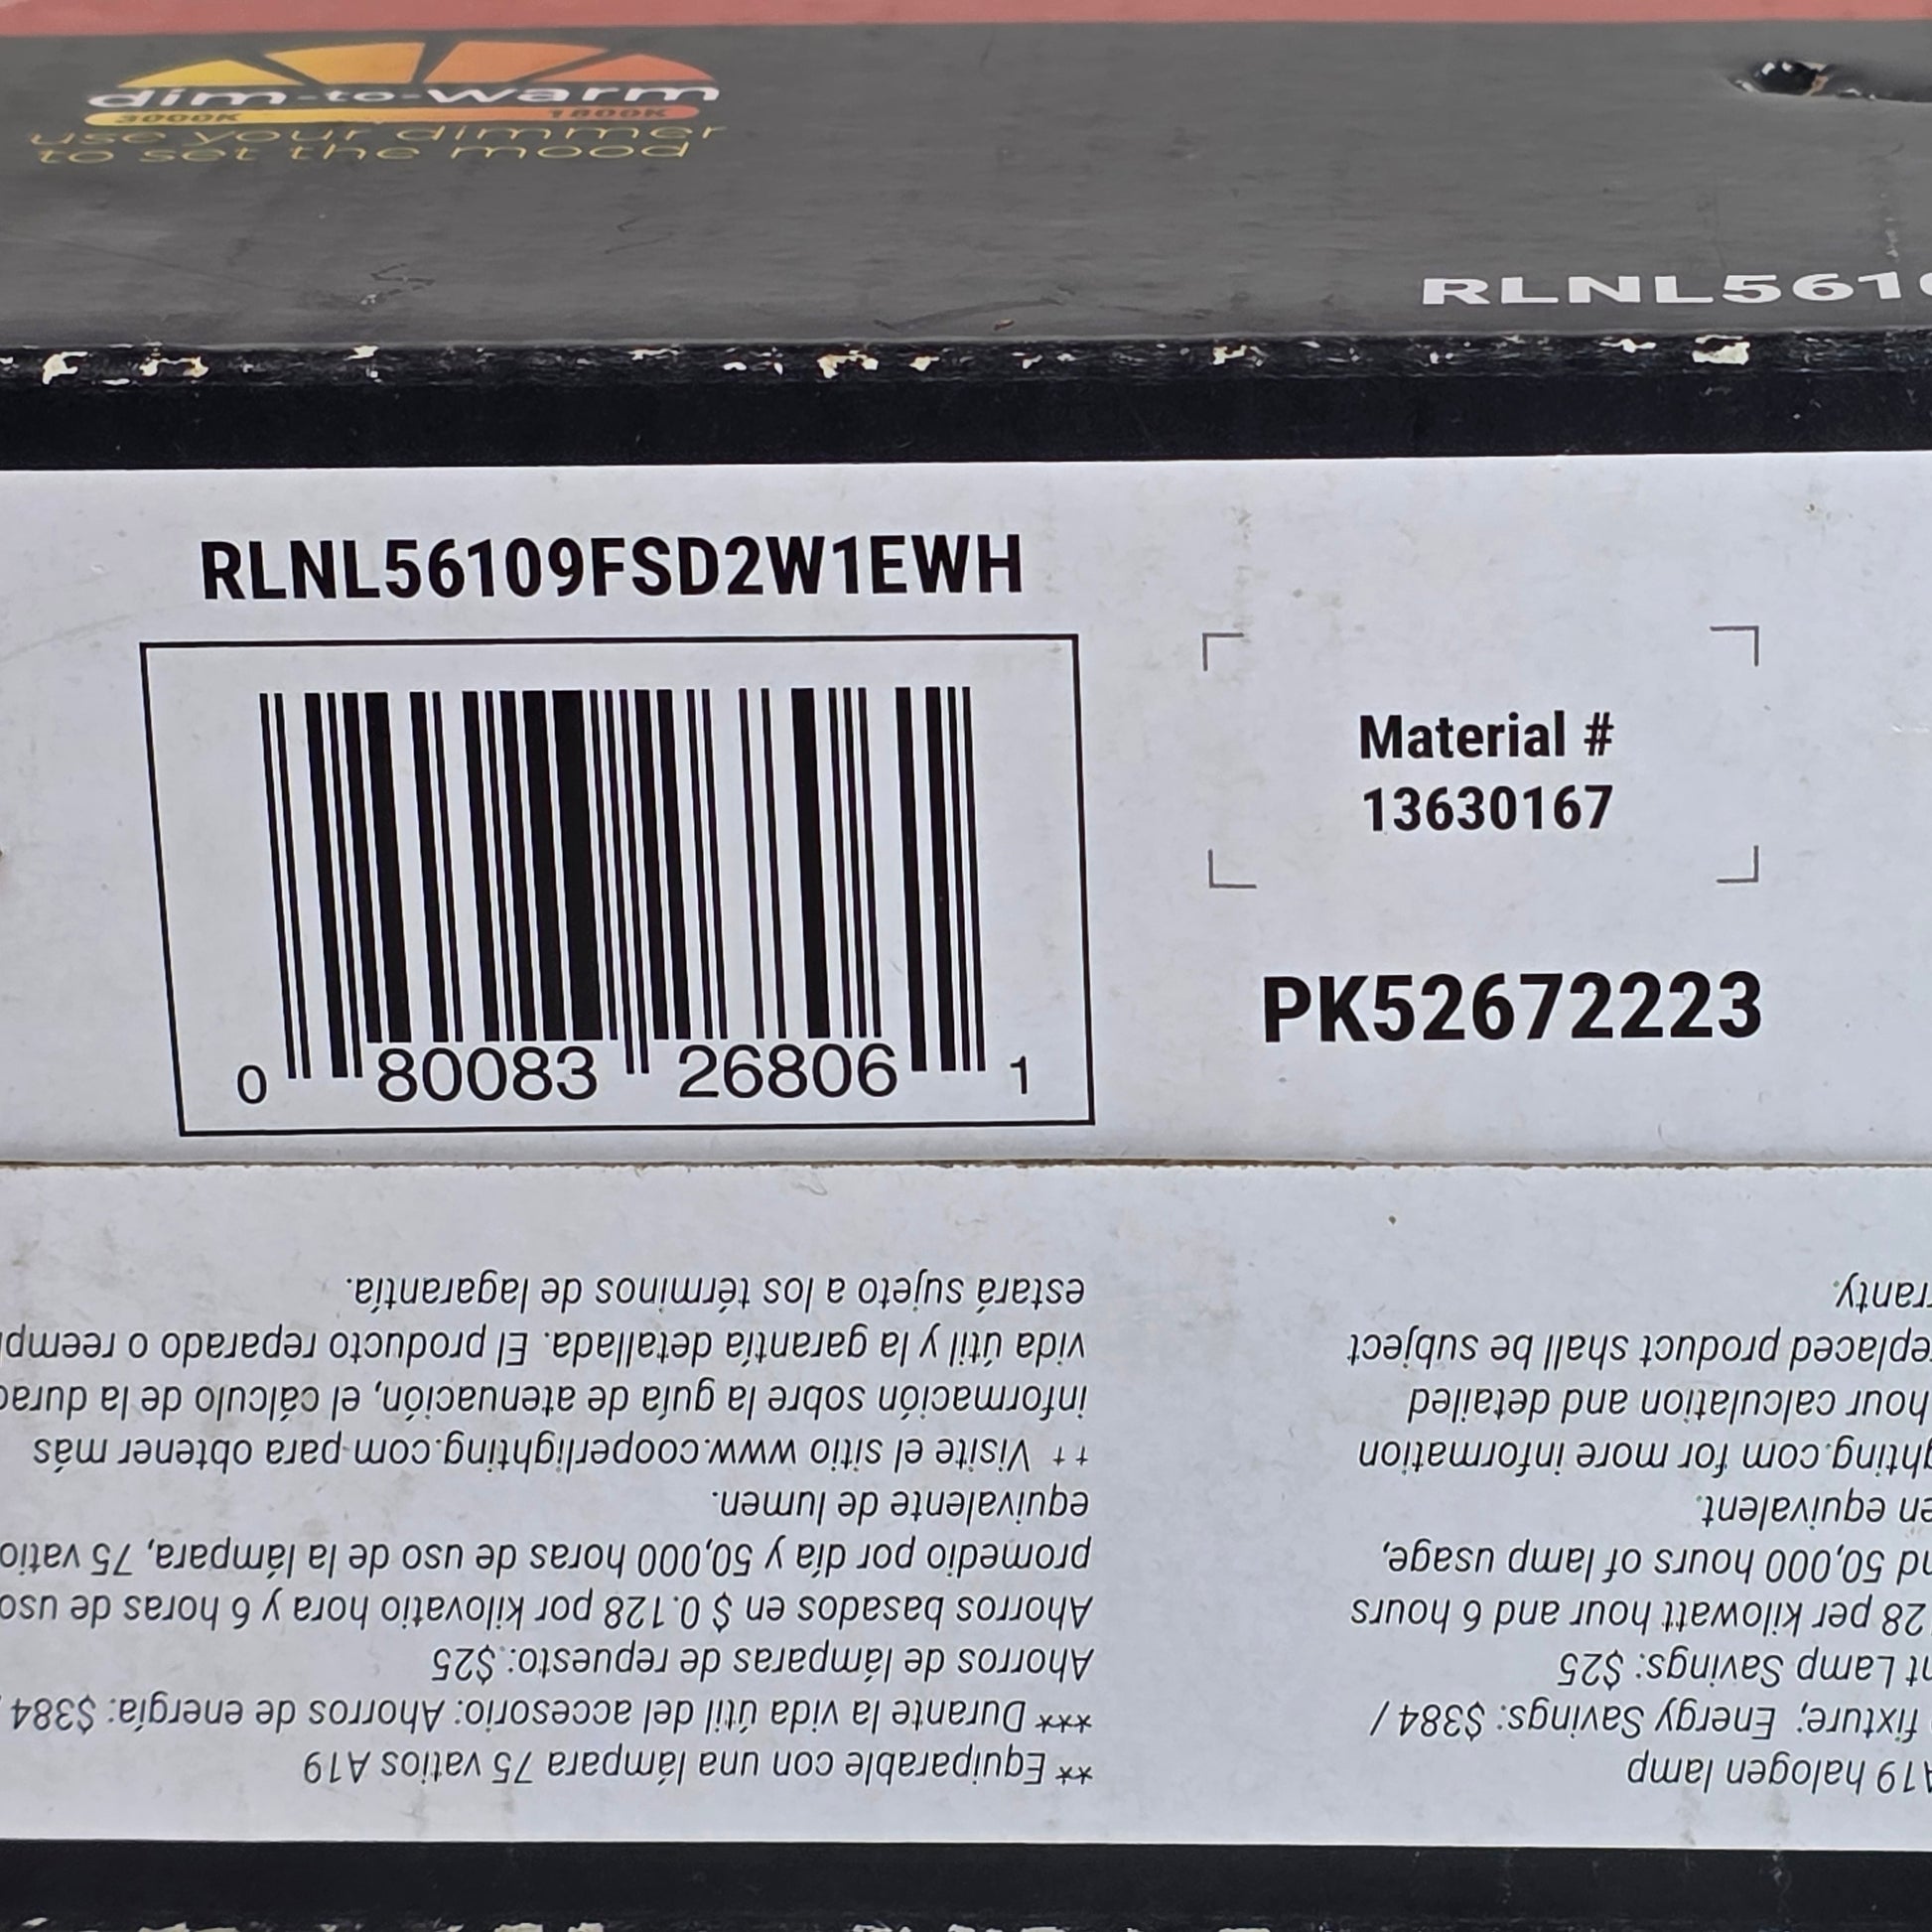 dim-to-warm
3000K 1800K
use your dimmer
to set the mood
RLNL5610
RLNL56109FSD2W1EWH
0 80083 26806 1
Material #
13630167
PK52672223
** Equiparable con una lámpara 75 vatios A19
*** Durante la vida útil del accesorio: Ahorros de energía: $384 /
Ahorros de lámparas de repuesto: $25
Ahorros basados en $ 0.128 por kilovatio hora y 6 horas de uso
promedio por día y 50,000 horas de uso de la lámpara, 75 vatio
equivalente de lumen.
†† Visite el sitio www.cooperlighting.com para obtener más
información sobre la guía de atenuación, el cálculo de la durac
vida útil y la garantía detallada. El producto reparado o reemp
estará sujeto a los términos de lagarantía.
A19 halogen lamp
fixture; Energy Savings: $384 /
nt Lamp Savings: $25
28 per kilowatt hour and 6 hours
nd 50,000 hours of lamp usage,
en equivalent.
ghting.com for more information
hour calculation and detailed
eplaced product shall be subject
ranty.